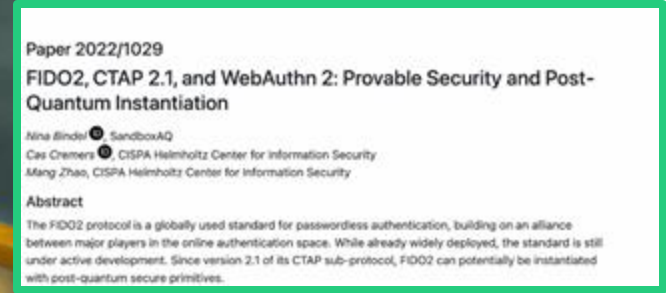 Paper 2022/1029
FIDO2, CTAP 2.1, and WebAuthn 2: Provable Security and Post-
Quantum Instantiation
Nina Bindel, SandboxAQ
Cas Cremers, CISPA Helmholtz Center for Information Security
Mang Zhao, CISPA Helmholtz Center for Information Security
Abstract
The FIDO2 protocol is a globally used standard for passwordless authentication, building on an alliance
between major players in the online authentication space. While already widely deployed, the standard is still
under active development. Since version 2.1 of its CTAP sub-protocol, FIDO2 can potentially be instantiated
with post-quantum secure primitives.